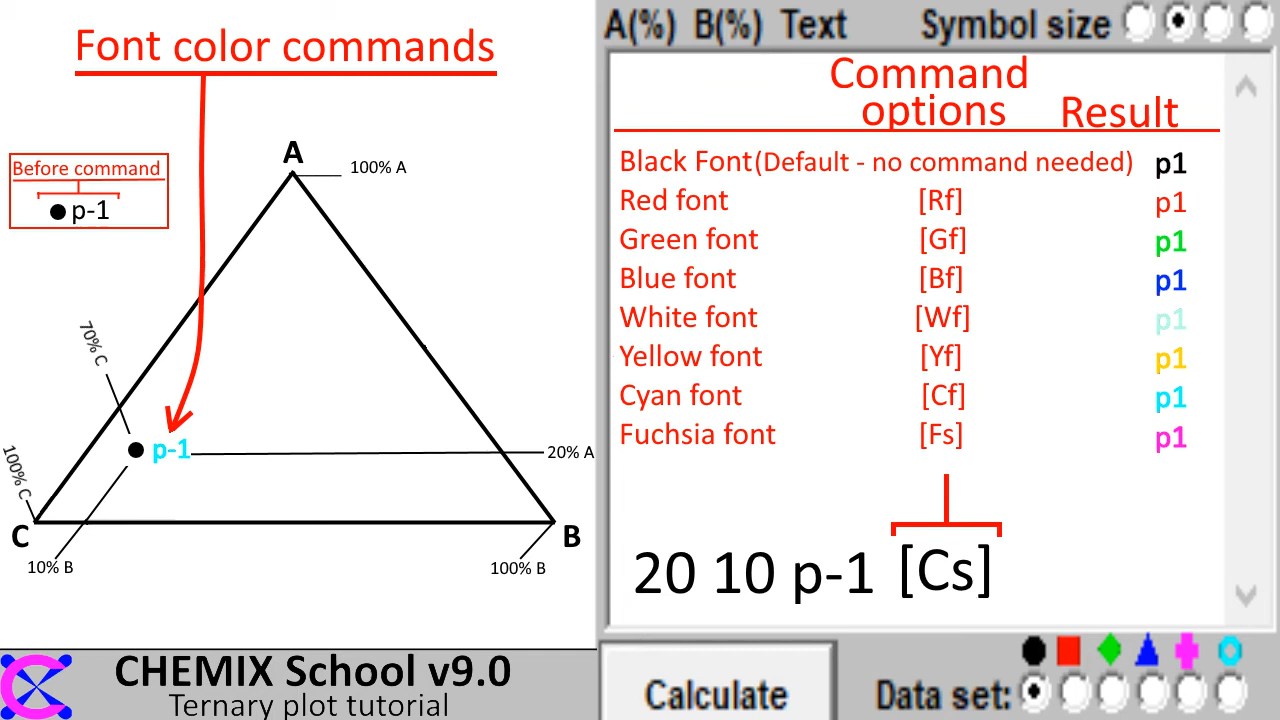 Font color commands
Before command
p-1
A
100% A
70% C
p-1
20% A
100% C
C
B
10% B
100% B
CHEMIX School v9.0
Ternary plot tutorial
A(%) B(%) Text Symbol size
Command options Result
Black Font(Default - no command needed) p1
Red font [Rf] p1
Green font [Gf] p1
Blue font [Bf] p1
White font [Wf] p1
Yellow font [Yf] p1
Cyan font [Cf] p1
Fuchsia font [Fs] p1
20 10 p-1 [Cs]
Calculate
Data set: